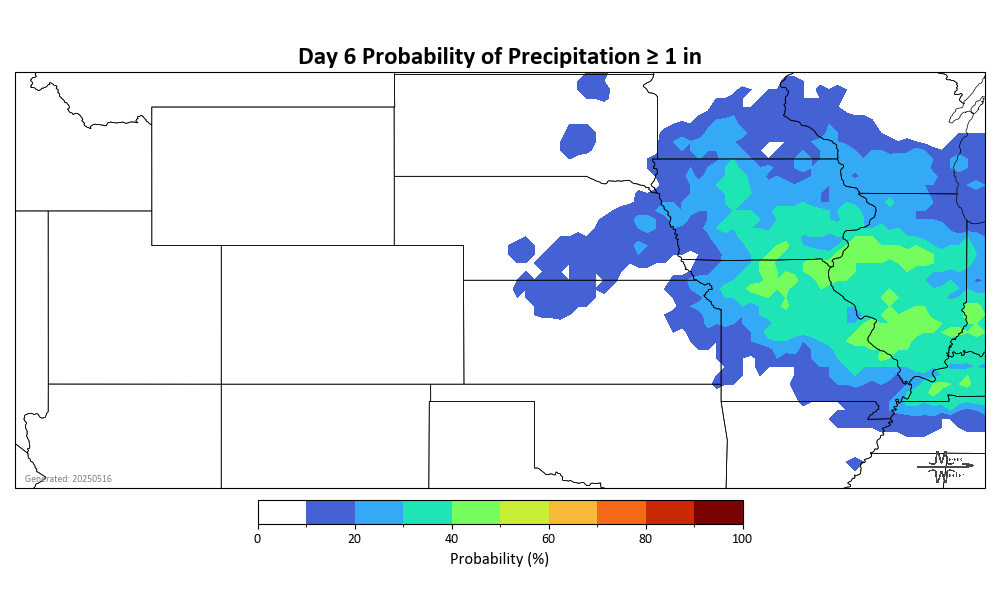 Day 6 Probability of Precipitation ≥ 1 in
Generated: 20250516
0 20 40 60 80 100
Probability (%)